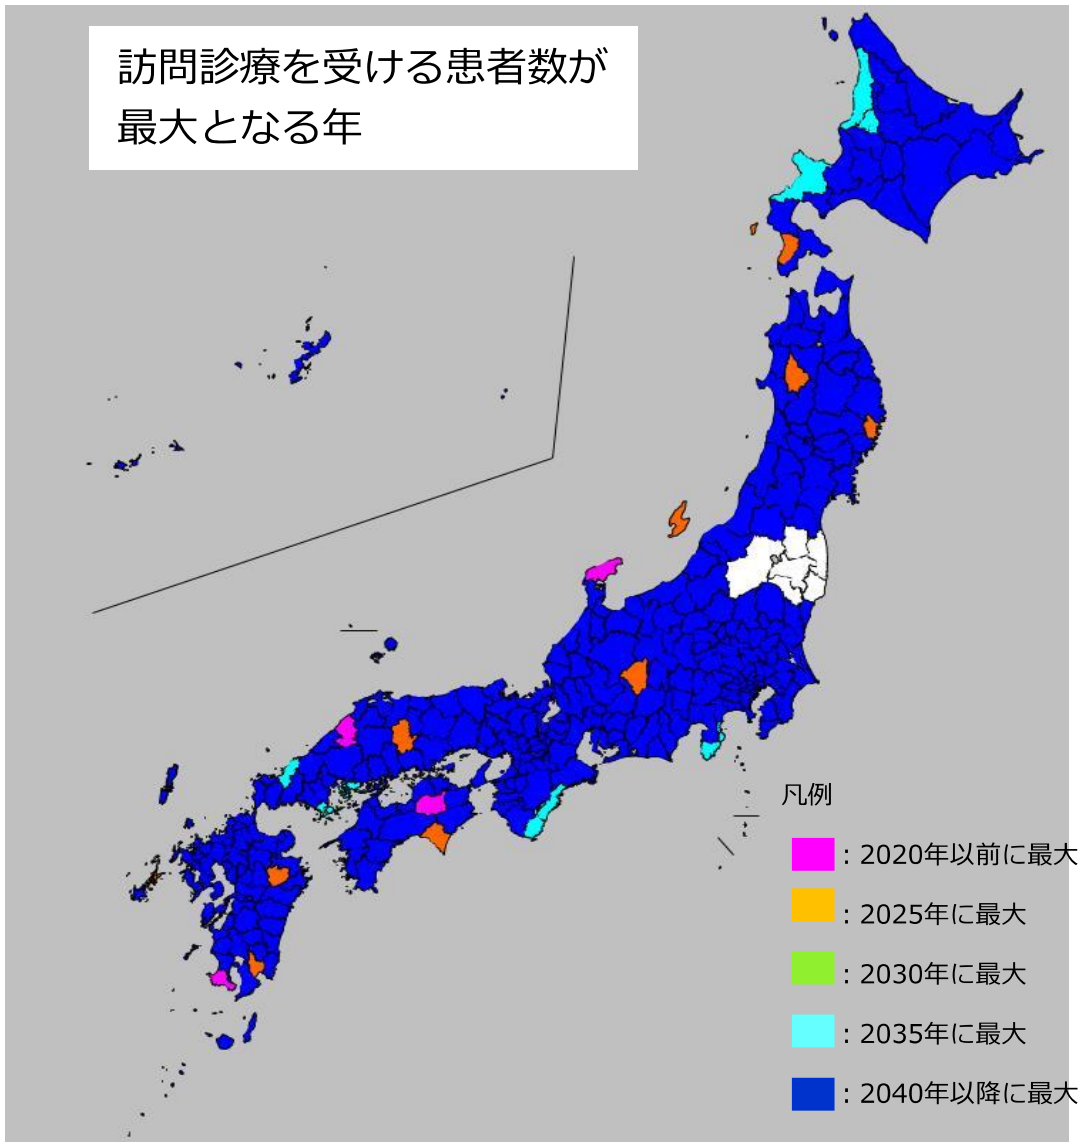 訪問診療を受ける患者数が
最大となる年
凡例
：2020年以前に最大
：2025年に最大
：2030年に最大
：2035年に最大
：2040年以降に最大